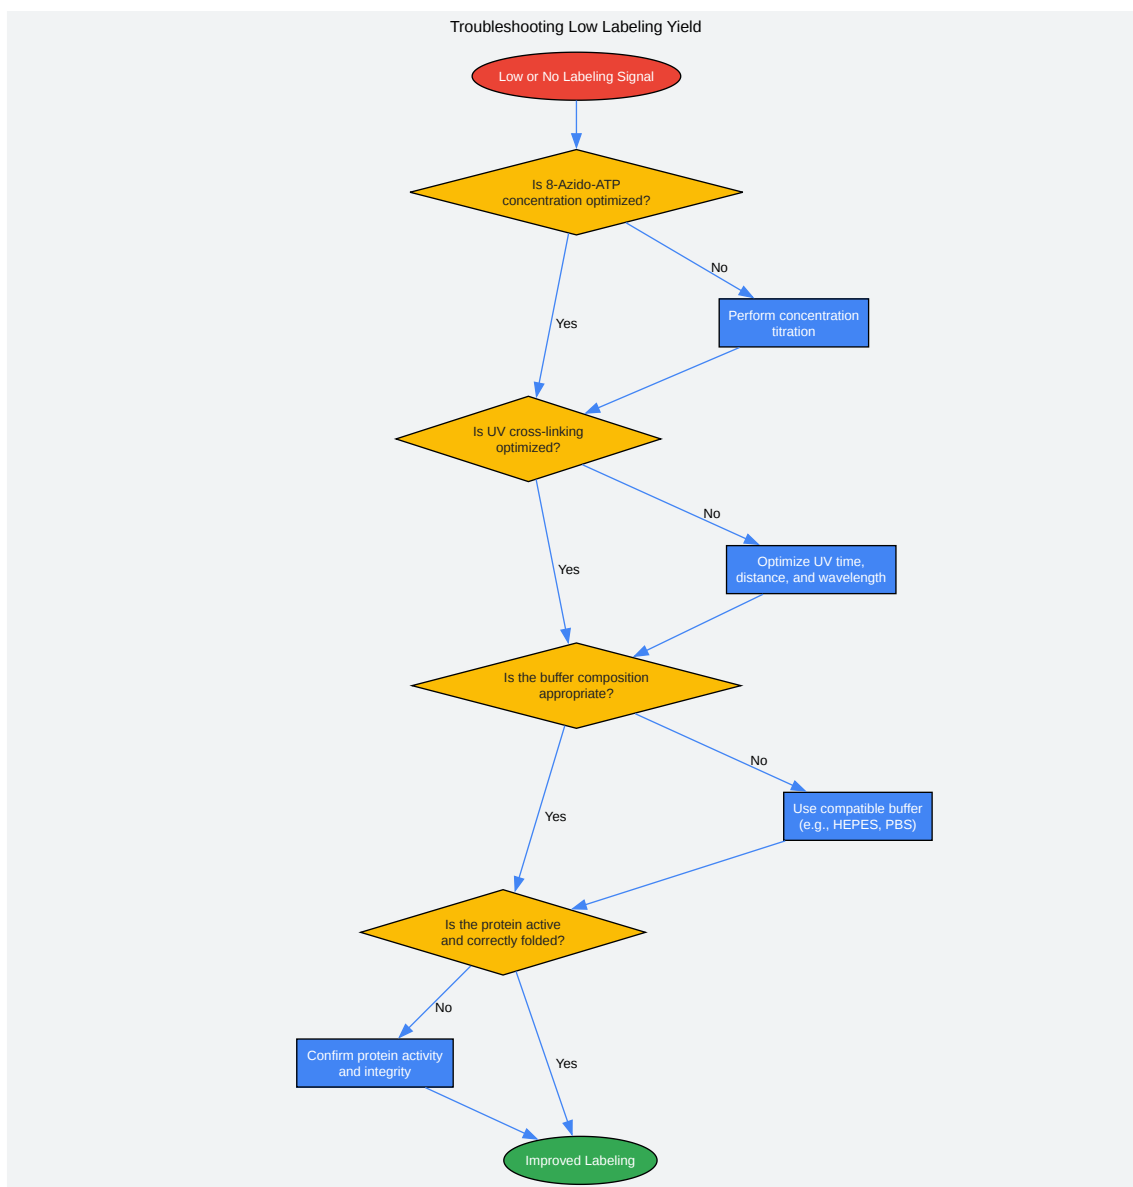 Troubleshooting Low Labeling Yield
Low or No Labeling Signal
Is 8-Azido-ATP
concentration optimized?
No
Perform concentration
titration
Yes
Is UV cross-linking
optimized?
No
Optimize UV time,
distance, and wavelength
Yes
Is the buffer composition
appropriate?
No
Use compatible buffer
(e.g., HEPES, PBS)
Yes
Is the protein active
and correctly folded?
No
Confirm protein activity
and integrity
Yes
Improved Labeling